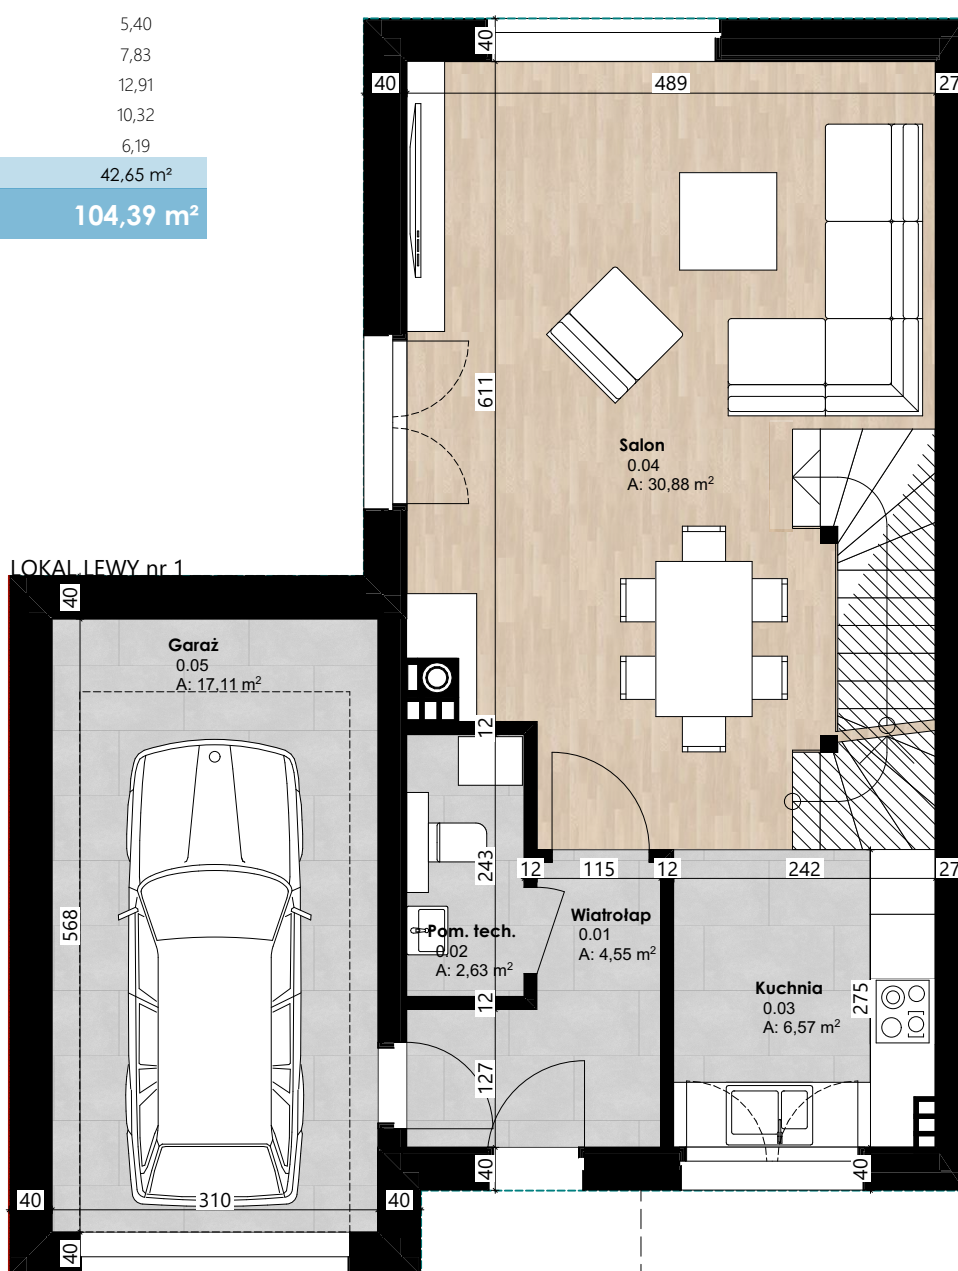 5,40
7,83
12,91
10,32
6,19
42,65 m²
104,39 m²
40
40
489
27
611
Salon
0.04
A: 30,88 m²
LOKAL LEWY nr 1
40
Garaż
0.05
A: 17,11 m²
12
243
12
115
12
242
27
568
Wiatrołap
0.01
A: 4,55 m²
Pom. tech.
0.02
A: 2,63 m²
Kuchnia
0.03
A: 6,57 m²
275
12
127
40
40
40
310
40
40